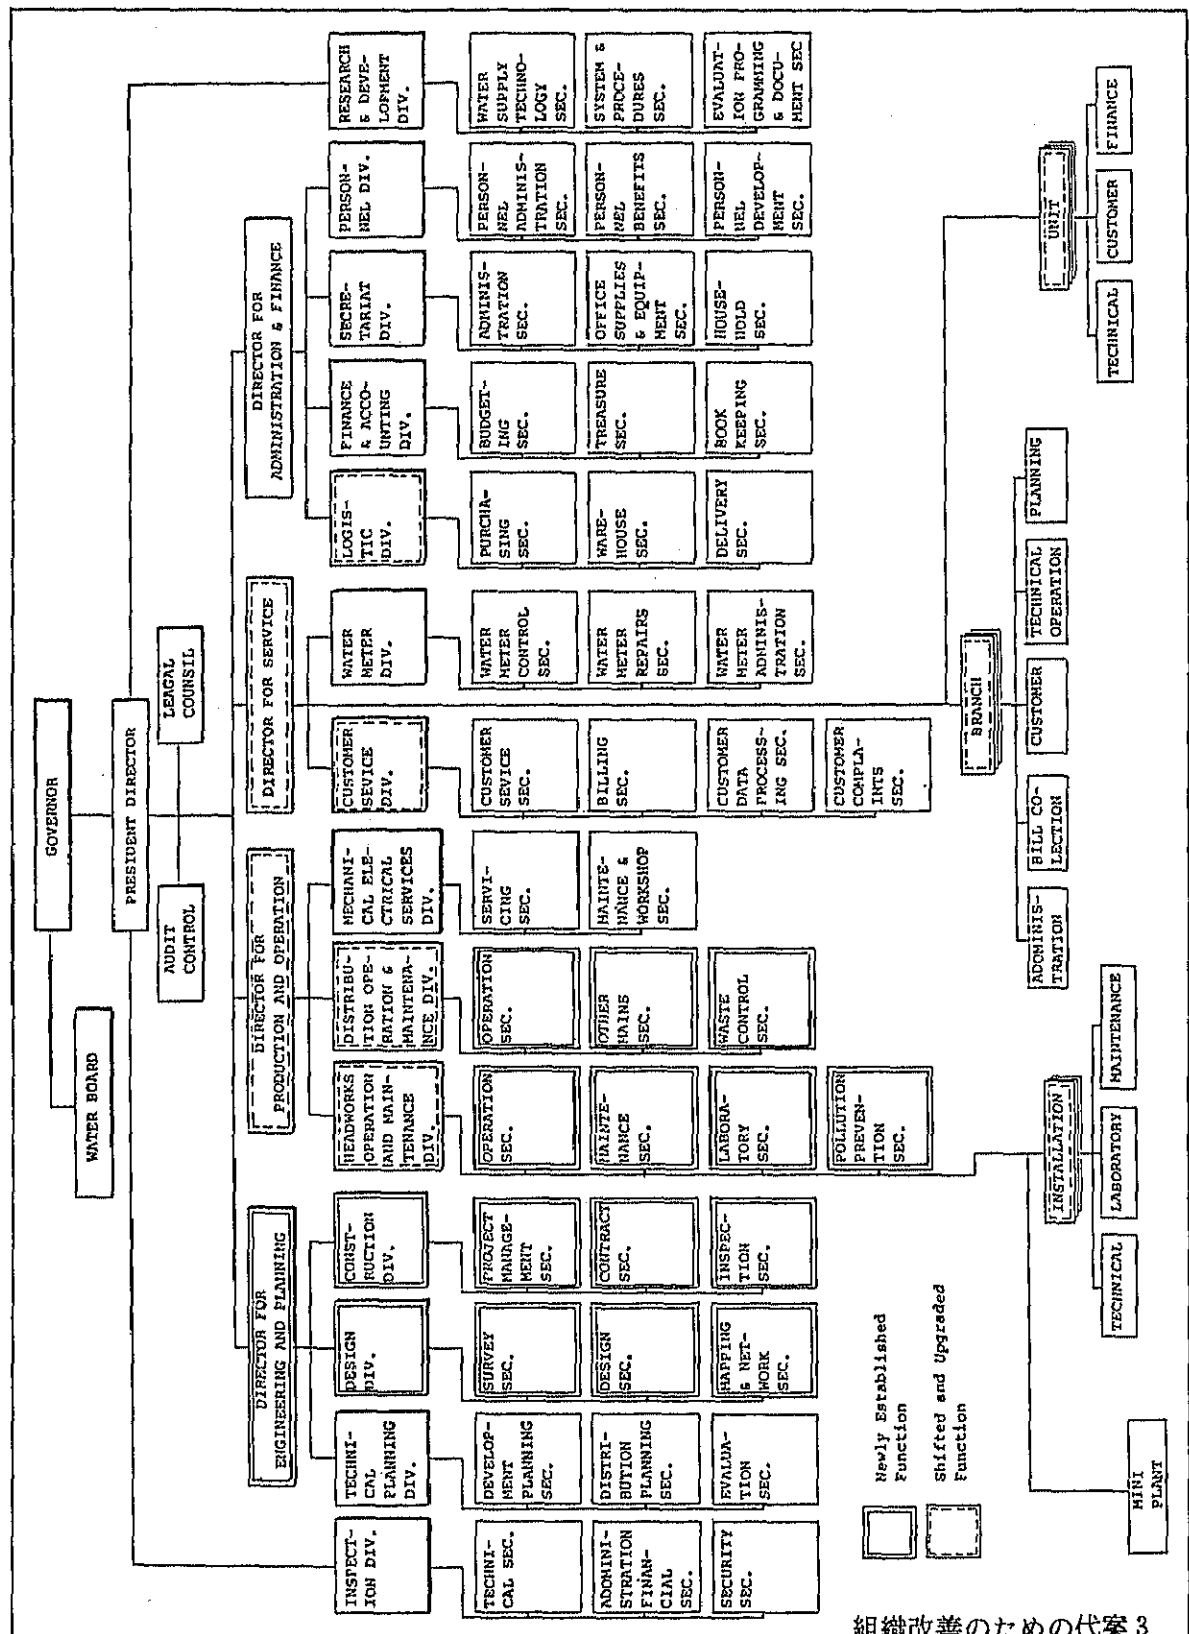 GOVERNOR
WATER BOARD
PRESIDENT DIRECTOR
AUDIT
CONTROL
LEAGAL
COUNSIL
DIRECTOR FOR
ENGINEERING AND PLANNING
DIRECTOR FOR
PRODUCTION AND OPERATION
DIRECTOR FOR SERVICE
DIRECTOR FOR
ADMINISTRATION & FINANCE
INSPECT-
ION DIV.
TECHNI-
CAL SEC.
ADOMINI-
STRATION
FINAN-
CIAL
SEC.
SECURITY
SEC.
TECHNI-
CAL
PLANNING
DIV.
DEVELOP-
MENT
PLANNING
SEC.
DISTRI-
BUTION
PLANNING
SEC.
EVALUA-
TION
SEC.
DESIGN
DIV.
SURVEY
SEC.
DESIGN
SEC.
MAPPING
& NET-
WORK
SEC.
CONST-
RUCTION
DIV.
PROJECT
MANAGE-
MENT
SEC.
CONTRACT
SEC.
INSPEC-
TION
SEC.
HEADWORKS
OPERATION
AND MAIN-
TENANCE
DIV.
OPERATION
SEC.
MAINTE-
NANCE
SEC.
LABORA-
TORY
SEC.
POLLUTION
PREVEN-
TION
SEC.
DISTRIBU-
TION OPE-
RATION &
MAINTENA-
NCE DIV.
OPERATION
SEC.
OTHER
MAINS
SEC.
WASTE
CONTROL
SEC.
MECHANI-
CAL ELE-
CTRICAL
SERVICES
DIV.
SERVI-
CING
SEC.
MAINTE-
NANCE &
WORKSHOP
SEC.
CUSTOMER
SEVICE
DIV.
CUSTOMER
SEVICE
SEC.
BILLING
SEC.
CUSTOMER
DATA
PROCESS-
ING SEC.
CUSTOMER
COMPLA-
INTS
SEC.
WATER
METER
DIV.
WATER
METER
CONTROL
SEC.
WATER
METER
REPAIRS
SEC.
WATER
METER
ADMINIS-
TRATION
SEC.
LOGIS-
TIC
DIV.
PURCHA-
SING
SEC.
WARE-
HOUSE
SEC.
DELIVERY
SEC.
FINANCE
& ACCO-
UNTING
DIV.
BUDGET-
ING
SEC.
TREASURE
SEC.
BOOK
KEEPING
SEC.
SECRE-
TARIAT
DIV.
ADMINIS-
TRATION
SEC.
OFFICE
SUPPLIES
& EQUIP-
MENT
SEC.
HOUSE-
HOLD
SEC.
PERSON-
NEL DIV.
PERSON-
NEL
ADMINIS-
TRATION
SEC.
PERSON-
NEL
BENEFITS
SEC.
PERSON-
NEL
DEVELOP-
MENT
SEC.
RESEARCH
& DEVE-
LOPMENT
DIV.
WATER
SUPPLY
TECHNO-
LOGY
SEC.
SYSTEM &
PROCE-
DURES
SEC.
EVALUAT-
ION PRO-
GRAMMING
& DOCU-
MENT SEC
Newly Established
Function
Shifted and Upgraded
Function
MINI
PLANT
INSTALLATION
TECHNICAL
LABORATORY
MAINTENANCE
BRANCH
ADOMINIS-
TRATION
BILL CO-
LECTION
CUSTOMER
TECHNICAL
OPERATION
PLANNING
UNIT
TECHNICAL
CUSTOMER
FINANCE
組織改善のための代案3